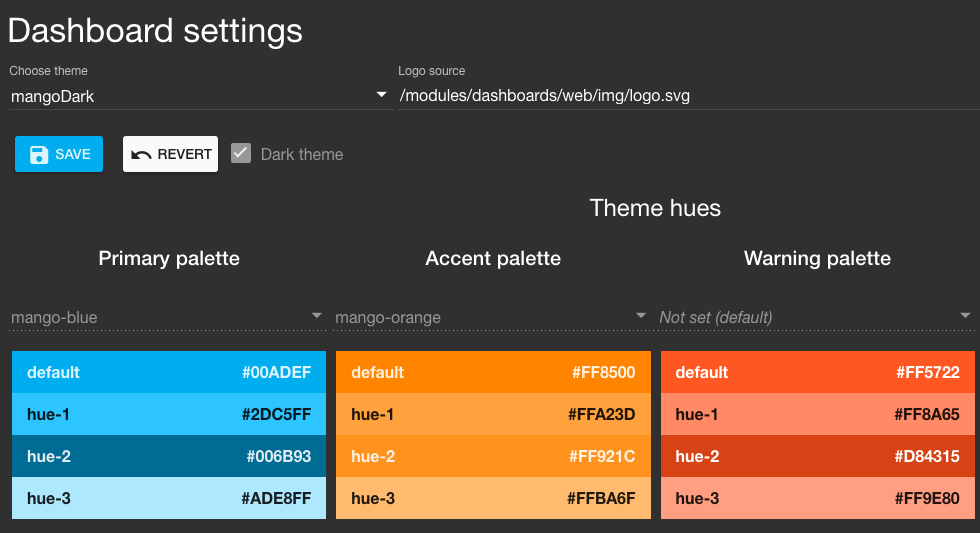 Dashboard settings
Choose theme Logo source
mangoDark /modules/dashboards/web/img/logo.svg
SAVE REVERT Dark theme
Theme hues
Primary palette Accent palette Warning palette
mango-blue mango-orange Not set (default)
default #00ADEF default #FF8500 default #FF5722
hue-1 #2DC5FF hue-1 #FFA23D hue-1 #FF8A65
hue-2 #006B93 hue-2 #FF921C hue-2 #D84315
hue-3 #ADE8FF hue-3 #FFBA6F hue-3 #FF9E80